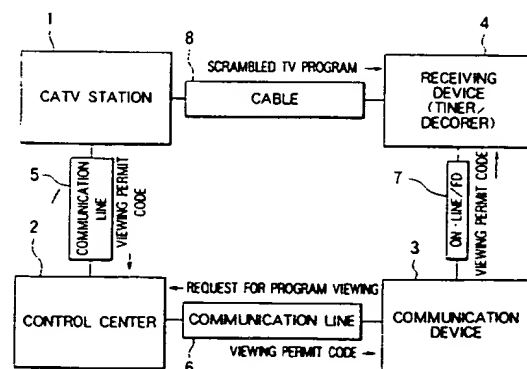 1
8
4
SCRAMBLED TV PROGRAM →
CATV STATION
CABLE
RECEIVING
DEVICE
(TINER/
DECORER)
5
COMMUNICATION
LINE
VIEWING PERMIT
CODE
7
ON·LINE/FD
VIEWING PERMIT CODE
2
3
← REQUEST FOR PROGRAM VIEWING
CONTROL CENTER
COMMUNICATION LINE
COMMUNICATION
DEVICE
6
VIEWING PERMIT CODE →